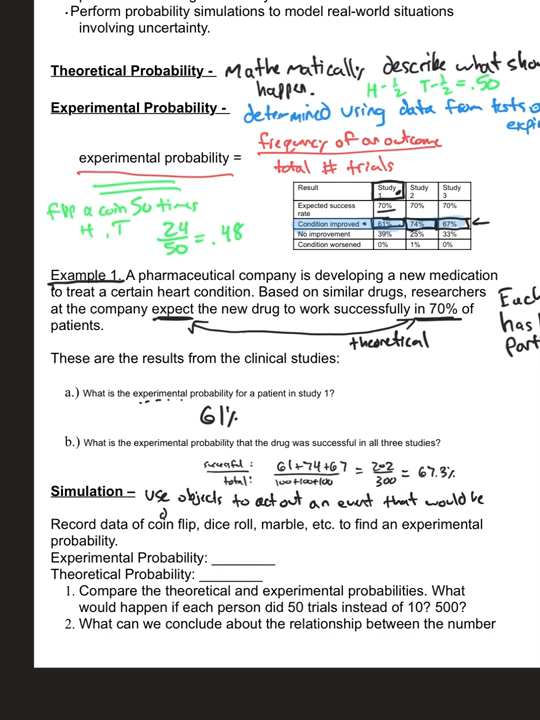 · Perform probability simulations to model real-world situations
involving uncertainty.
Theoretical Probability - Mathematically describe what
happen. H - 1/2 T - 1/2 = .50
Experimental Probability - determined using data from tests
experimental probability = frequency of an outcome
total # trials
flip a coin 50 times
H, T 24/50 = .48
Result Study 1 Study 2 Study 3
Expected success rate 70% 70% 70%
Condition improved 61% 74% 67%
No improvement 39% 25% 33%
Condition worsened 0% 1% 0%
Example 1. A pharmaceutical company is developing a new medication
to treat a certain heart condition. Based on similar drugs, researchers
at the company expect the new drug to work successfully in 70% of
patients.
theoretical
Each
has
part
These are the results from the clinical studies:
a.) What is the experimental probability for a patient in study 1?
61%
b.) What is the experimental probability that the drug was successful in all three studies?
successful: 61+74+67 = 202 = 67.3%
total: 100+100+100 300
Simulation – use objects to act out an event that would be
Record data of coin flip, dice roll, marble, etc. to find an experimental
probability.
Experimental Probability: ________
Theoretical Probability: ________
1. Compare the theoretical and experimental probabilities. What
would happen if each person did 50 trials instead of 10? 500?
2. What can we conclude about the relationship between the number